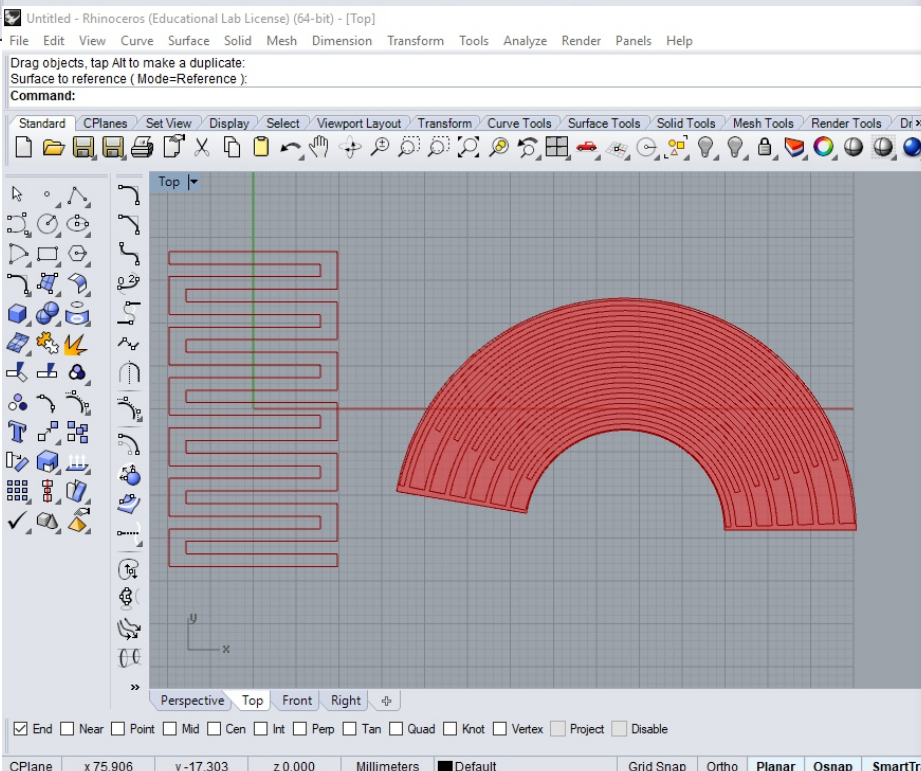 Untitled - Rhinoceros (Educational Lab License) (64-bit) - [Top]
File Edit View Curve Surface Solid Mesh Dimension Transform Tools Analyze Render Panels Help
Drag objects, tap Alt to make a duplicate:
Surface to reference ( Mode=Reference ):
Command:
Standard CPlanes Set View Display Select Viewport Layout Transform Curve Tools Surface Tools Solid Tools Mesh Tools Render Tools Dr »
Top
y
x
»
Perspective Top Front Right
End Near Point Mid Cen Int Perp Tan Quad Knot Vertex Project Disable
CPlane x 75.906 y -17.303 z 0.000 Millimeters Default Grid Snap Ortho Planar Osnap SmartTr